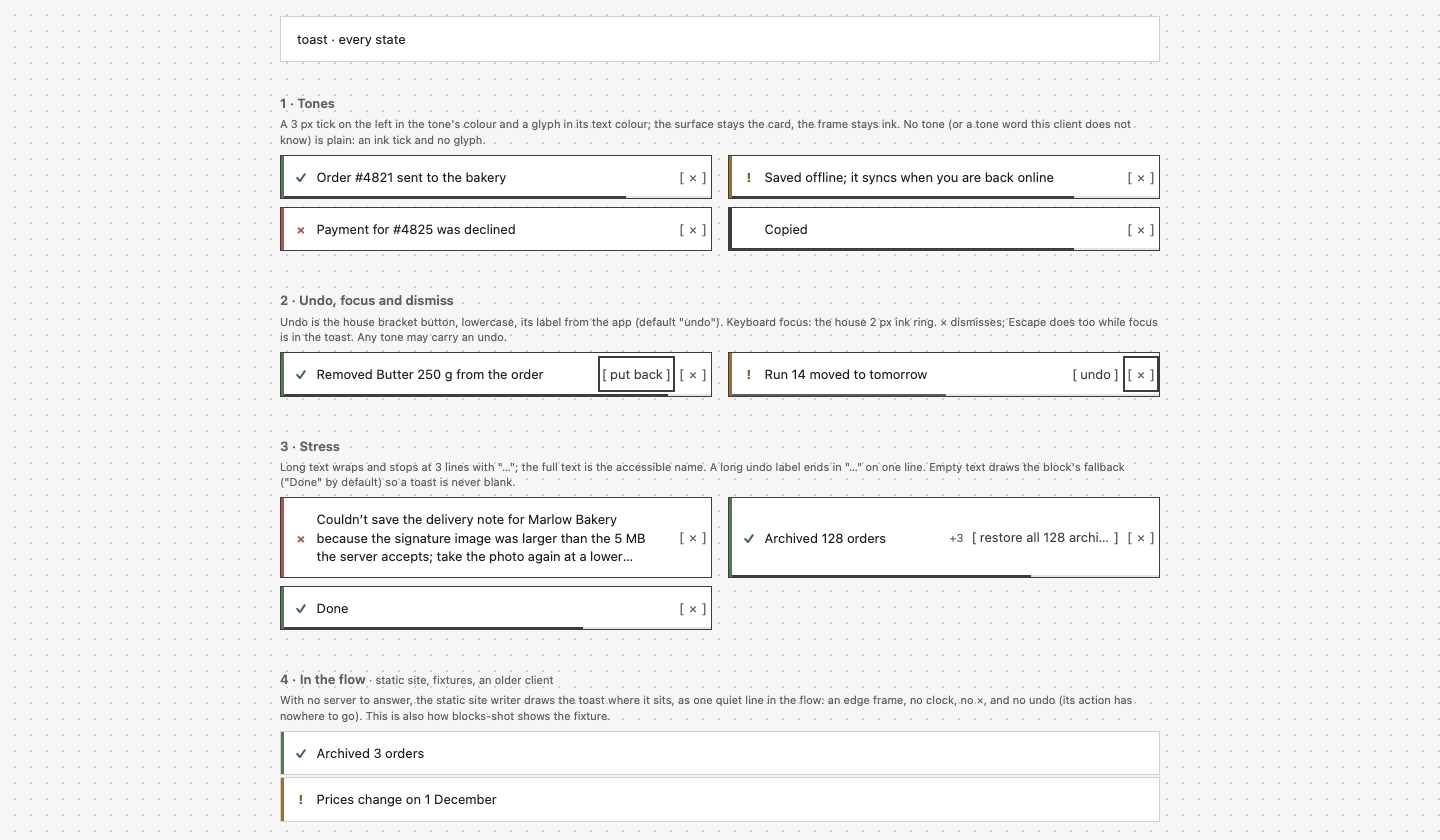 toast · every state
1 · Tones
A 3 px tick on the left in the tone's colour and a glyph in its text colour; the surface stays the card, the frame stays ink. No tone (or a tone word this client does not
know) is plain: an ink tick and no glyph.
✓ Order #4821 sent to the bakery [ × ]
! Saved offline; it syncs when you are back online [ × ]
× Payment for #4825 was declined [ × ]
Copied [ × ]
2 · Undo, focus and dismiss
Undo is the house bracket button, lowercase, its label from the app (default "undo"). Keyboard focus: the house 2 px ink ring. × dismisses; Escape does too while focus
is in the toast. Any tone may carry an undo.
✓ Removed Butter 250 g from the order [ put back ] [ × ]
! Run 14 moved to tomorrow [ undo ] [ × ]
3 · Stress
Long text wraps and stops at 3 lines with "…"; the full text is the accessible name. A long undo label ends in "…" on one line. Empty text draws the block's fallback
("Done" by default) so a toast is never blank.
Couldn’t save the delivery note for Marlow Bakery
× because the signature image was larger than the 5 MB [ × ]
the server accepts; take the photo again at a lower…
✓ Archived 128 orders +3 [ restore all 128 archi… ] [ × ]
✓ Done [ × ]
4 · In the flow · static site, fixtures, an older client
With no server to answer, the static site writer draws the toast where it sits, as one quiet line in the flow: an edge frame, no clock, no ×, and no undo (its action has
nowhere to go). This is also how blocks-shot shows the fixture.
✓ Archived 3 orders
! Prices change on 1 December